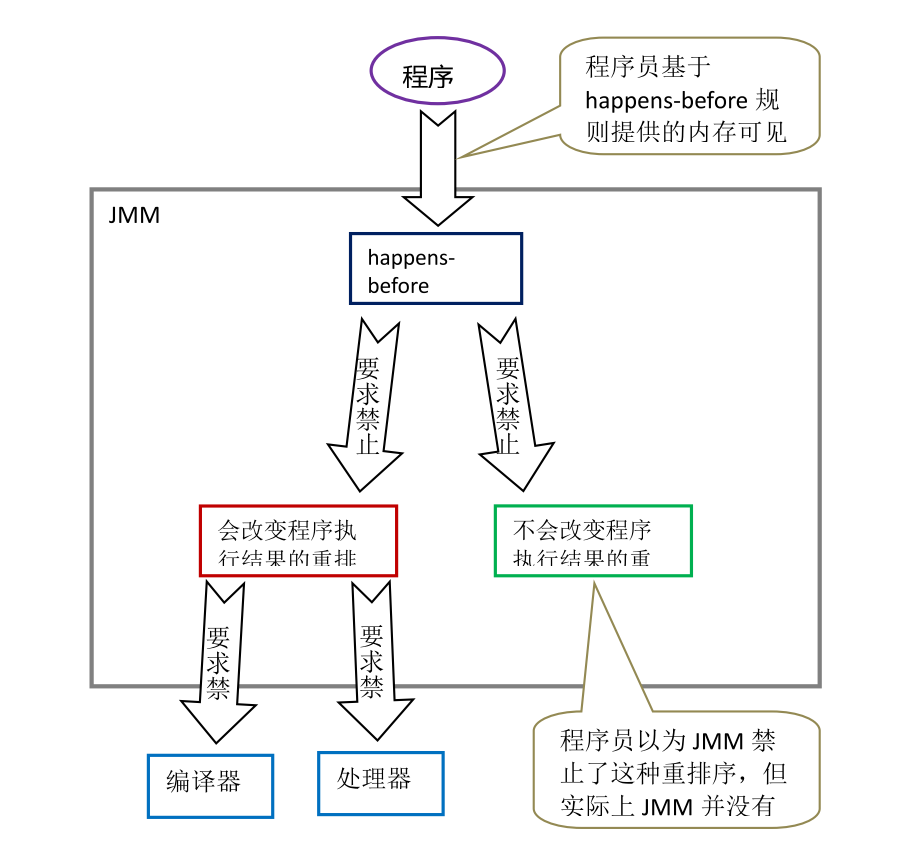 程序
程序员基于
happens-before 规
则提供的内存可见
JMM
happens-
before
要求禁止
要求禁止
会改变程序执
行结果的重排
不会改变程序
执行结果的重
要求禁
要求禁
编译器
处理器
程序员以为 JMM 禁
止了这种重排序，但
实际上 JMM 并没有